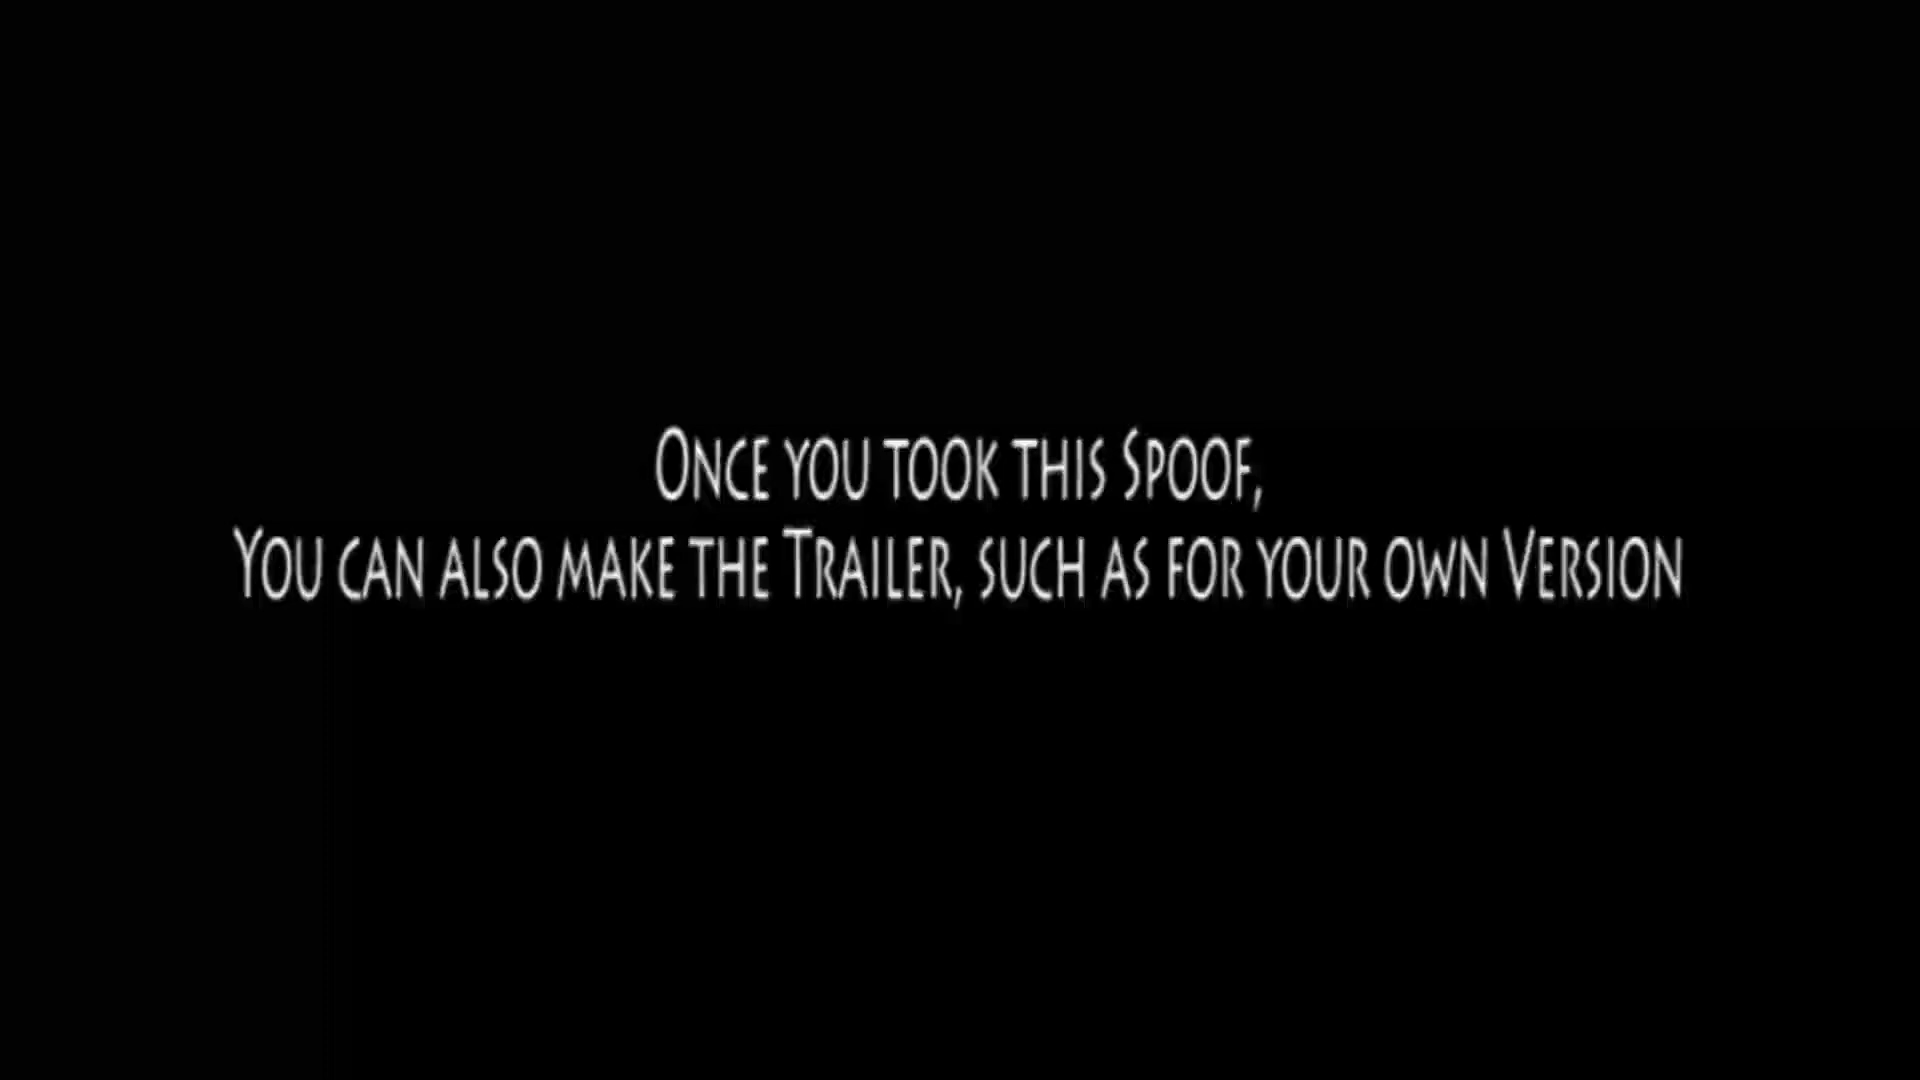 Once you took this Spoof,
You can also make the Trailer, such as for your own Version